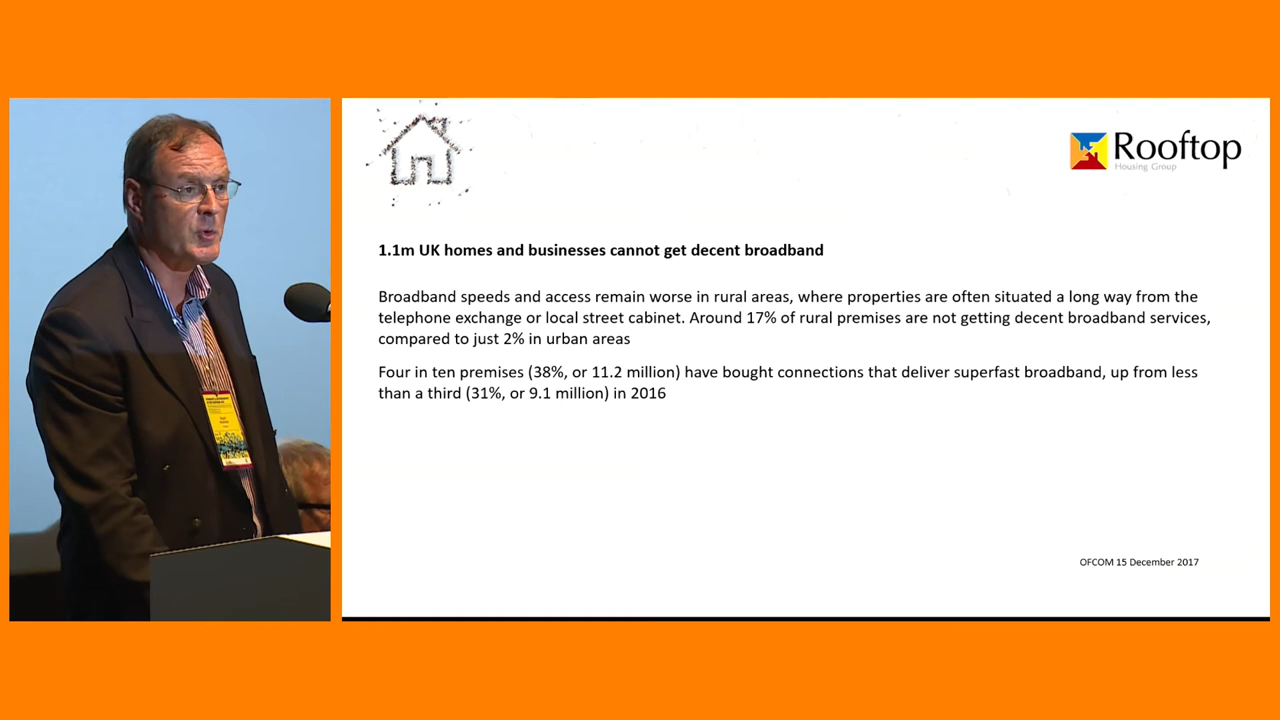 Rooftop
Housing Group
1.1m UK homes and businesses cannot get decent broadband
Broadband speeds and access remain worse in rural areas, where properties are often situated a long way from the
telephone exchange or local street cabinet. Around 17% of rural premises are not getting decent broadband services,
compared to just 2% in urban areas
Four in ten premises (38%, or 11.2 million) have bought connections that deliver superfast broadband, up from less
than a third (31%, or 9.1 million) in 2016
OFCOM 15 December 2017